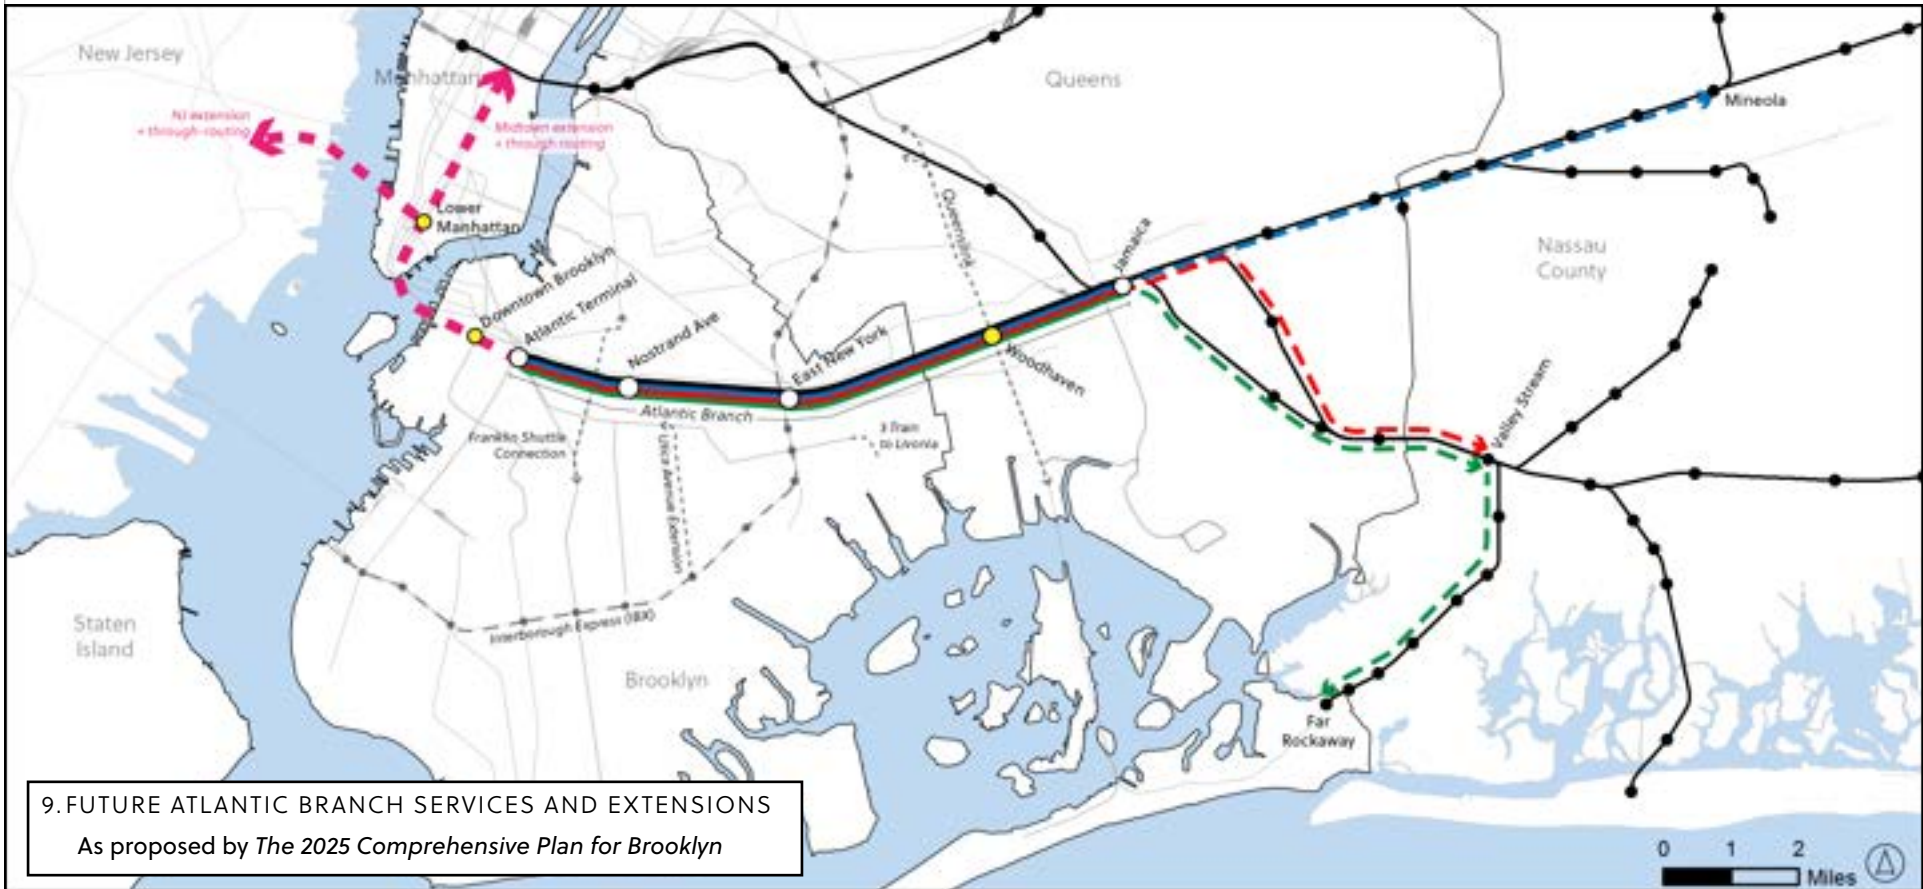 New Jersey
Manhattan
Queens
NJ extension
+ through-routing
Midtown extension
+ through routing
Mineola
Lower
Manhattan
Queenslink
Jamaica
Nassau
County
Downtown Brooklyn
Atlantic Terminal
Nostrand Ave
East New York
Woodhaven
Atlantic Branch
Valley Stream
Franklin Shuttle
Connection
3 Train
to Livonia
Utica Avenue Extension
Interborough Express (IBX)
Staten
Island
Brooklyn
Far
Rockaway
9. FUTURE ATLANTIC BRANCH SERVICES AND EXTENSIONS
As proposed by The 2025 Comprehensive Plan for Brooklyn
0 1 2
Miles